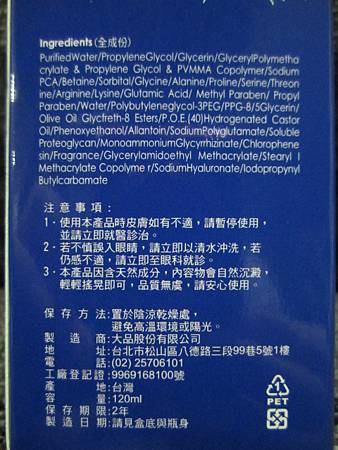 Ingredients(全成份)
PurifiedWater/PropyleneGlycol/Glycerin/GlycerylPolymetha
crylate & Propylene Glycol & PVMMA Copolymer/Sodium
PCA/Betaine/Sorbital/Glycine/Alanine/Proline/Serine/Threon
ine/Arginine/Lysine/Glutamic Acid/ Methyl Paraben/ Propyl
Paraben/Water/Polybutyleneglycol-3PEG/PPG-8/5Glycerin/
Olive Oil Glycfreth-8 Esters/P.O.E.(40)Hydrogenated Castor
Oil/Phenoxyethanol/Allantoin/SodiumPolyglutamate/Soluble
Proteoglycan/MonoammoniumGlycyrrhizinate/Chlorophene
sin/Fragrance/Glycerylamidoethyl Methacrylate/Stearyl l
Methacrylate Copolyme r/SodiumHyaluronate/Iodopropynyl
Butylcarbamate
注意事項：
1．使用本產品時皮膚如有不適，請暫停使用，
並請立即就醫診治。
2．若不慎誤入眼睛，請立即以清水沖洗，若
仍感不適，請立即至眼科就診。
3．本產品因含天然成分，內容物會自然沉澱，
輕輕搖晃即可，品質無虞，請安心使用。
保存方法：置於陰涼乾燥處，
避免高溫環境或陽光。
製造商：大品股份有限公司
地址：台北市松山區八德路三段99巷5號1樓
電話：(02) 25706101
工廠登記證：9969168100號
產地：台灣
容量：120ml
保存期限：2年
製造日期：請見盒底與瓶身
1
PET